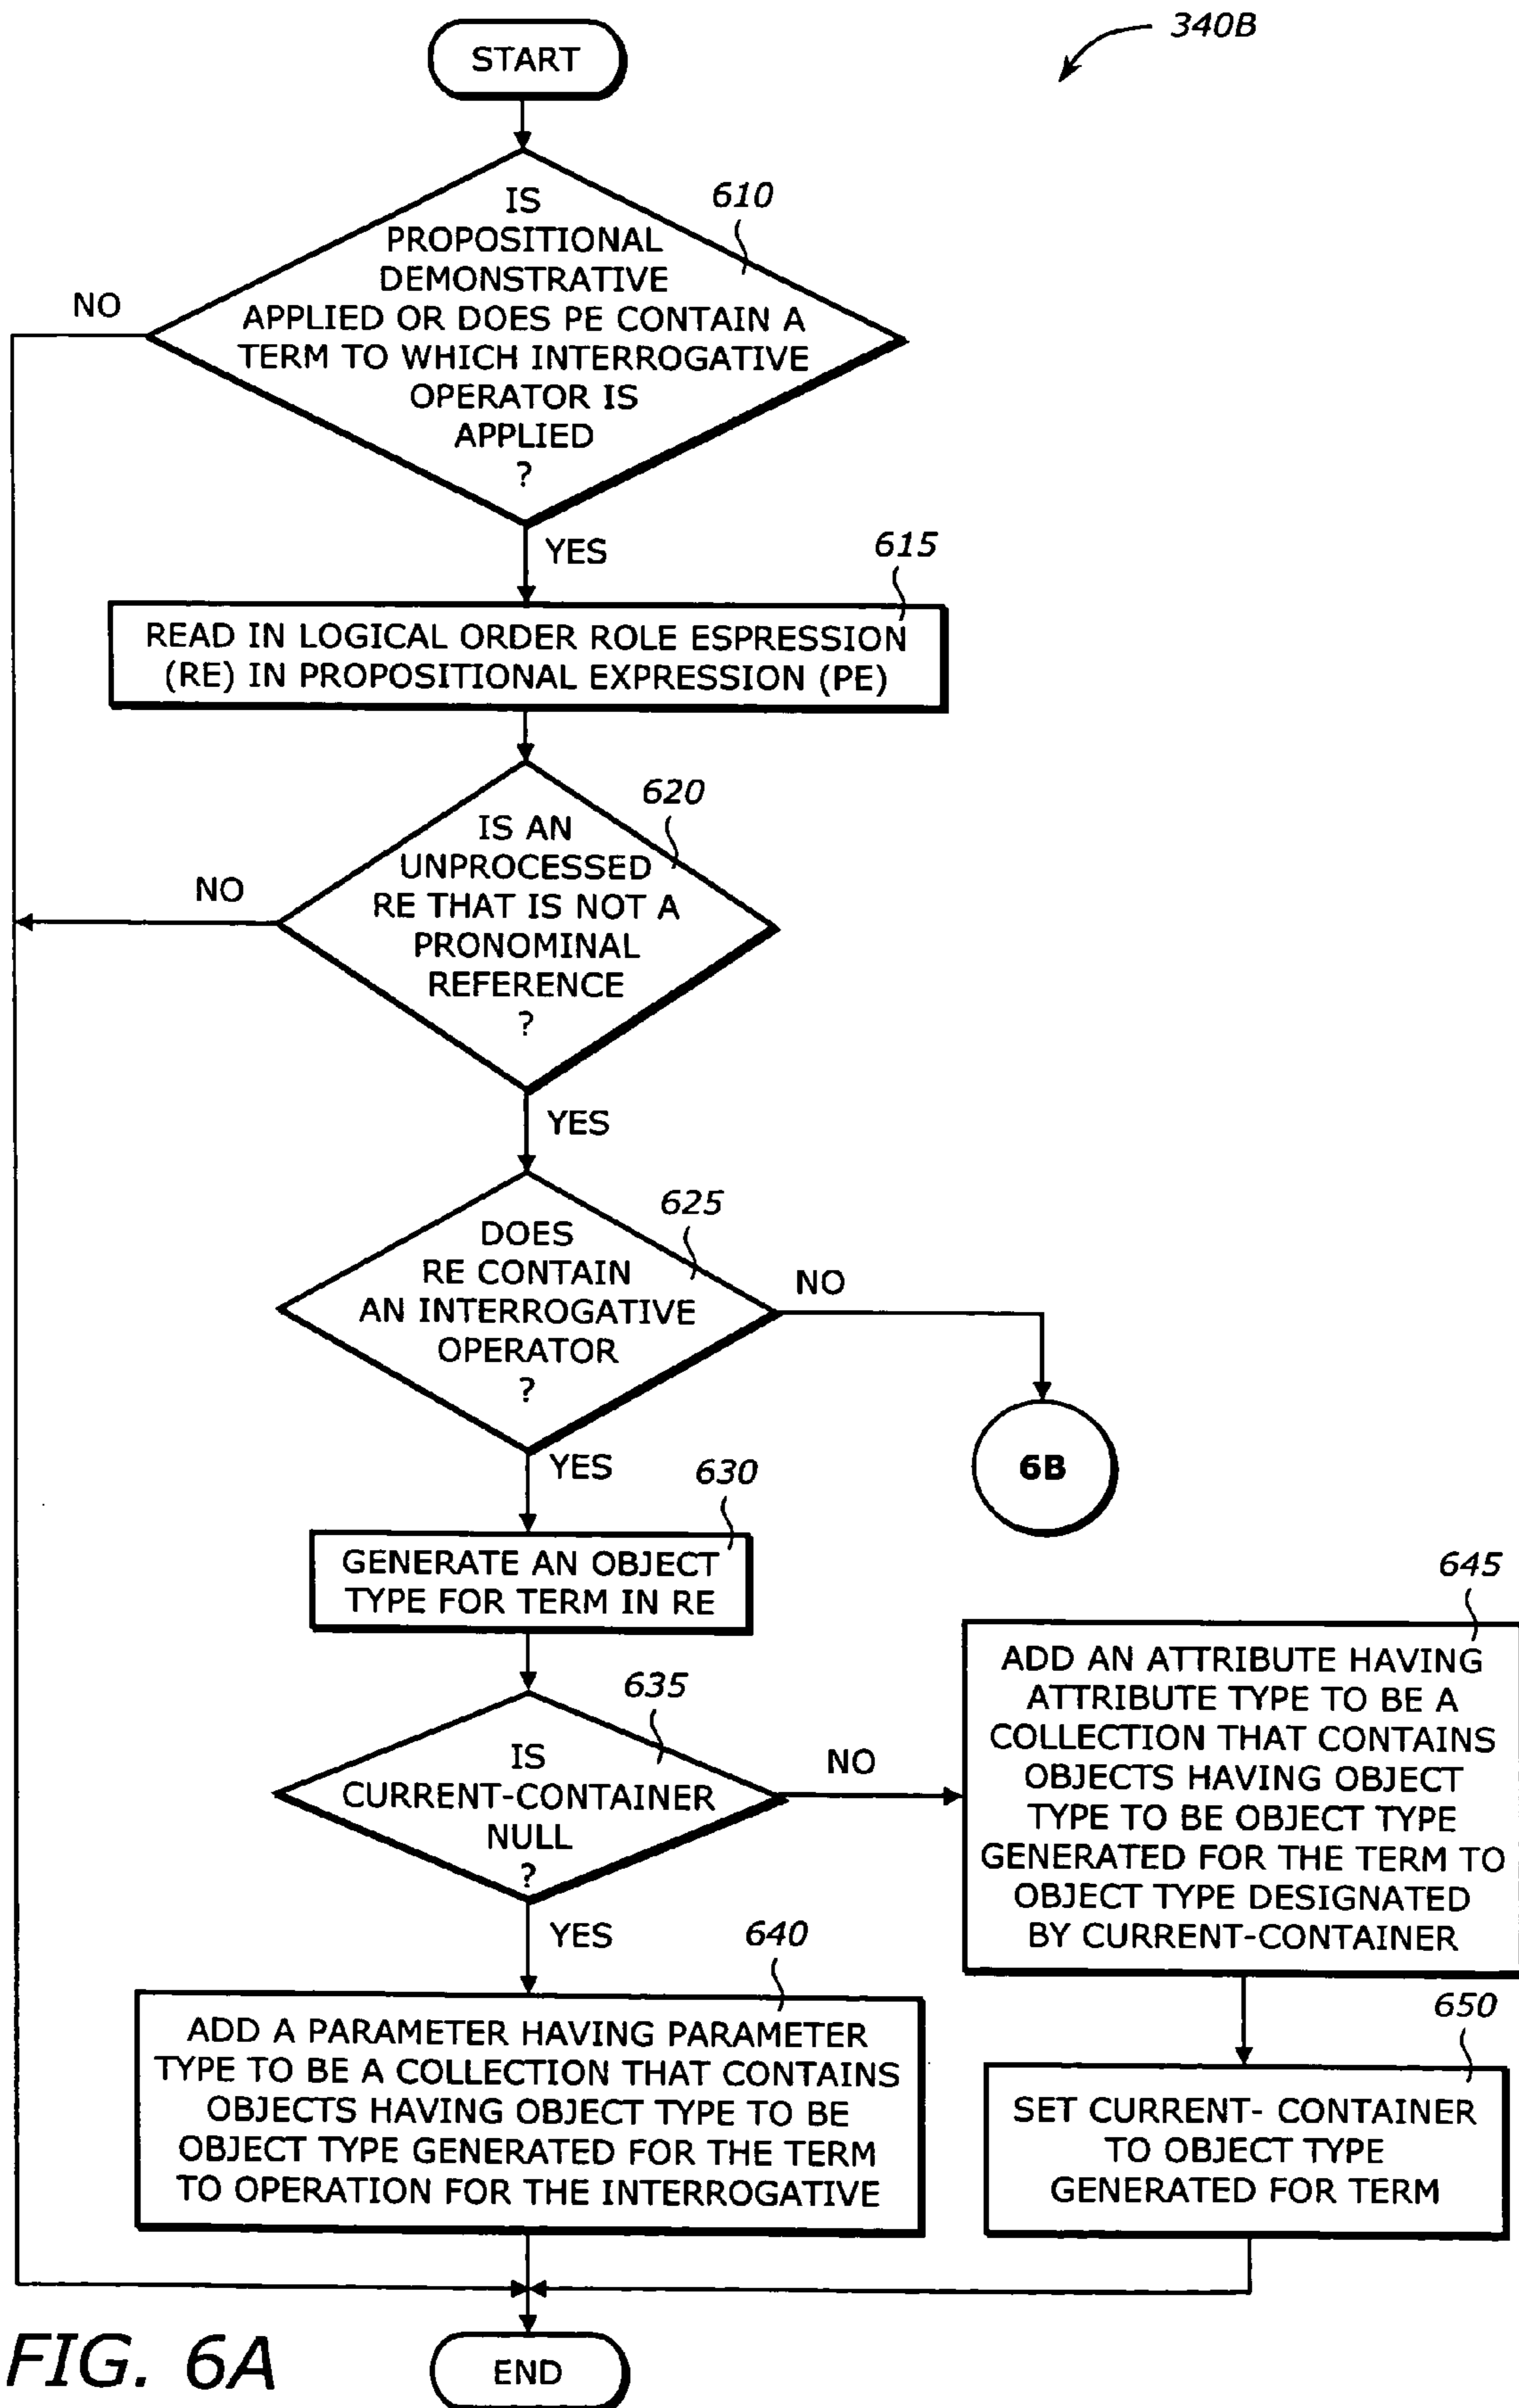 340B
START
610
IS
PROPOSITIONAL
DEMONSTRATIVE
APPLIED OR DOES PE CONTAIN A
TERM TO WHICH INTERROGATIVE
OPERATOR IS
APPLIED
?
NO
YES
615
READ IN LOGICAL ORDER ROLE ESPRESSION
(RE) IN PROPOSITIONAL EXPRESSION (PE)
620
IS AN
UNPROCESSED
RE THAT IS NOT A
PRONOMINAL
REFERENCE
?
NO
YES
625
DOES
RE CONTAIN
AN INTERROGATIVE
OPERATOR
?
NO
6B
YES
630
GENERATE AN OBJECT
TYPE FOR TERM IN RE
635
IS
CURRENT-CONTAINER
NULL
?
NO
645
ADD AN ATTRIBUTE HAVING
ATTRIBUTE TYPE TO BE A
COLLECTION THAT CONTAINS
OBJECTS HAVING OBJECT
TYPE TO BE OBJECT TYPE
GENERATED FOR THE TERM TO
OBJECT TYPE DESIGNATED
BY CURRENT-CONTAINER
YES
640
ADD A PARAMETER HAVING PARAMETER
TYPE TO BE A COLLECTION THAT CONTAINS
OBJECTS HAVING OBJECT TYPE TO BE
OBJECT TYPE GENERATED FOR THE TERM
TO OPERATION FOR THE INTERROGATIVE
650
SET CURRENT- CONTAINER
TO OBJECT TYPE
GENERATED FOR TERM
END
FIG. 6A